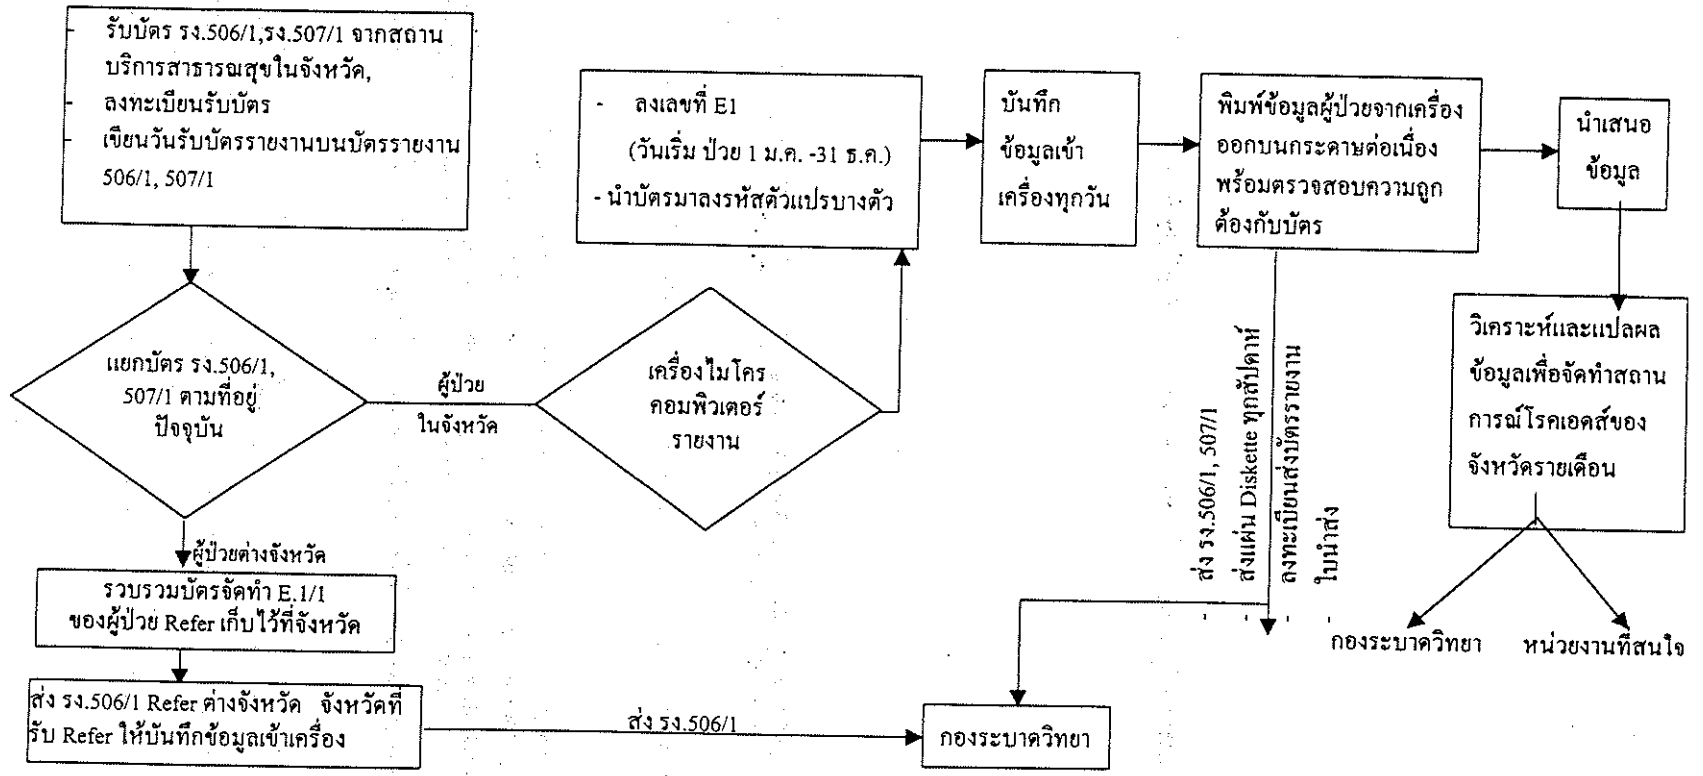 - รับบัตร รง.506/1,รง.507/1 จากสถาน
บริการสาธารณสุขในจังหวัด,
- ลงทะเบียนรับบัตร
- เขียนวันรับบัตรรายงานบนบัตรรายงาน
506/1, 507/1
แยกบัตร รง.506/1,
507/1 ตามที่อยู่
ปัจจุบัน
ผู้ป่วย
ในจังหวัด
เครื่องไมโคร
คอมพิวเตอร์
รายงาน
- ลงเลขที่ E1
(วันเริ่ม ป่วย 1 ม.ค. -31 ธ.ค.)
- นำบัตรมาลงรหัสตัวแปรบางตัว
บันทึก
ข้อมูลเข้า
เครื่องทุกวัน
พิมพ์ข้อมูลผู้ป่วยจากเครื่อง
ออกบนกระดาษต่อเนื่อง
พร้อมตรวจสอบความถูก
ต้องกับบัตร
นำเสนอ
ข้อมูล
วิเคราะห์และแปลผล
ข้อมูลเพื่อจัดทำสถาน
การณ์โรคเอดส์ของ
จังหวัดรายเดือน
กองระบาดวิทยา
หน่วยงานที่สนใจ
- ส่ง รง.506/1, 507/1
- ส่งแผ่น Diskette ทุกสัปดาห์
- ลงทะเบียนส่งบัตรรายงาน
- ใบนำส่ง
ผู้ป่วยต่างจังหวัด
รวบรวมบัตรจัดทำ E.1/1
ของผู้ป่วย Refer เก็บไว้ที่จังหวัด
ส่ง รง.506/1 Refer ต่างจังหวัด จังหวัดที่
รับ Refer ให้บันทึกข้อมูลเข้าเครื่อง
ส่ง รง.506/1
กองระบาดวิทยา